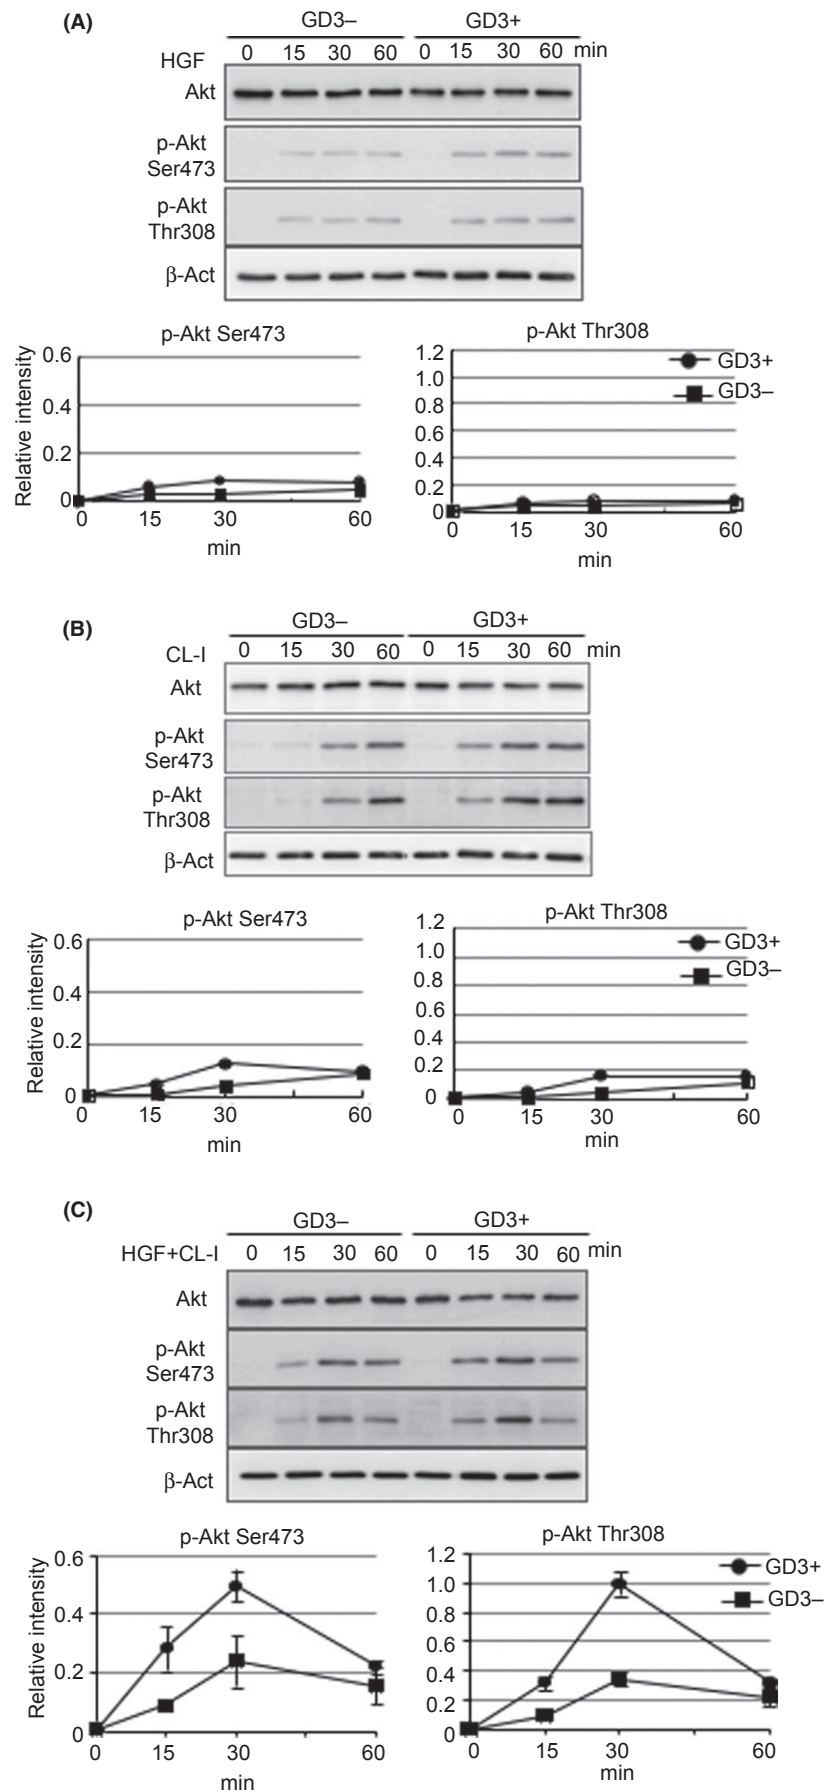 (A)
GD3– GD3+
HGF 0 15 30 60 0 15 30 60 min
Akt
p-Akt
Ser473
p-Akt
Thr308
β-Act
p-Akt Ser473
Relative intensity
0.6
0.4
0.2
0
0 15 30 60
min
p-Akt Thr308
1.2
1.0
0.8
0.6
0.4
0.2
0
GD3+
GD3–
0 15 30 60
min
(B)
GD3– GD3+
CL-I 0 15 30 60 0 15 30 60 min
Akt
p-Akt
Ser473
p-Akt
Thr308
β-Act
p-Akt Ser473
Relative intensity
0.6
0.4
0.2
0
0 15 30 60
min
p-Akt Thr308
1.2
1.0
0.8
0.6
0.4
0.2
0
GD3+
GD3–
0 15 30 60
min
(C)
GD3– GD3+
HGF+CL-I 0 15 30 60 0 15 30 60 min
Akt
p-Akt
Ser473
p-Akt
Thr308
β-Act
p-Akt Ser473
Relative intensity
0.6
0.4
0.2
0
0 15 30 60
min
p-Akt Thr308
1.2
1.0
0.8
0.6
0.4
0.2
0
GD3+
GD3–
0 15 30 60
min